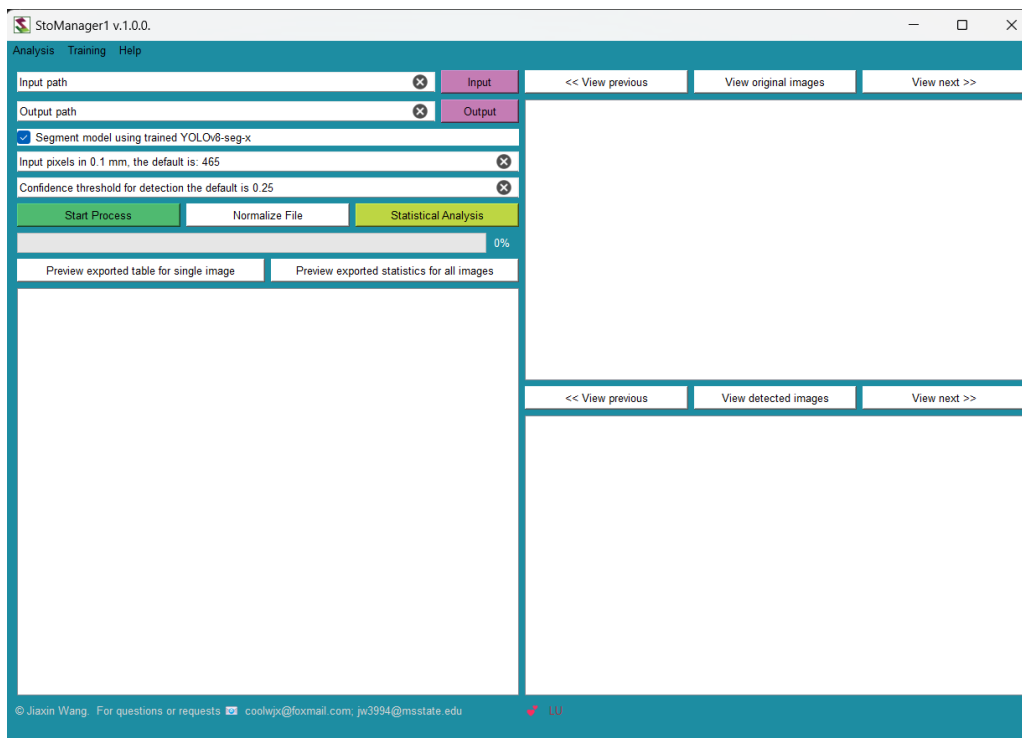 StoManager1 v.1.0.0.
Analysis Training Help
Input path
Input
Output path
Output
Segment model using trained YOLOv8-seg-x
Input pixels in 0.1 mm, the default is: 465
Confidence threshold for detection the default is 0.25
Start Process
Normalize File
Statistical Analysis
0%
Preview exported table for single image
Preview exported statistics for all images
<< View previous
View original images
View next >>
<< View previous
View detected images
View next >>
© Jiaxin Wang. For questions or requests 📧 coolwjx@foxmail.com; jw3994@msstate.edu
LU